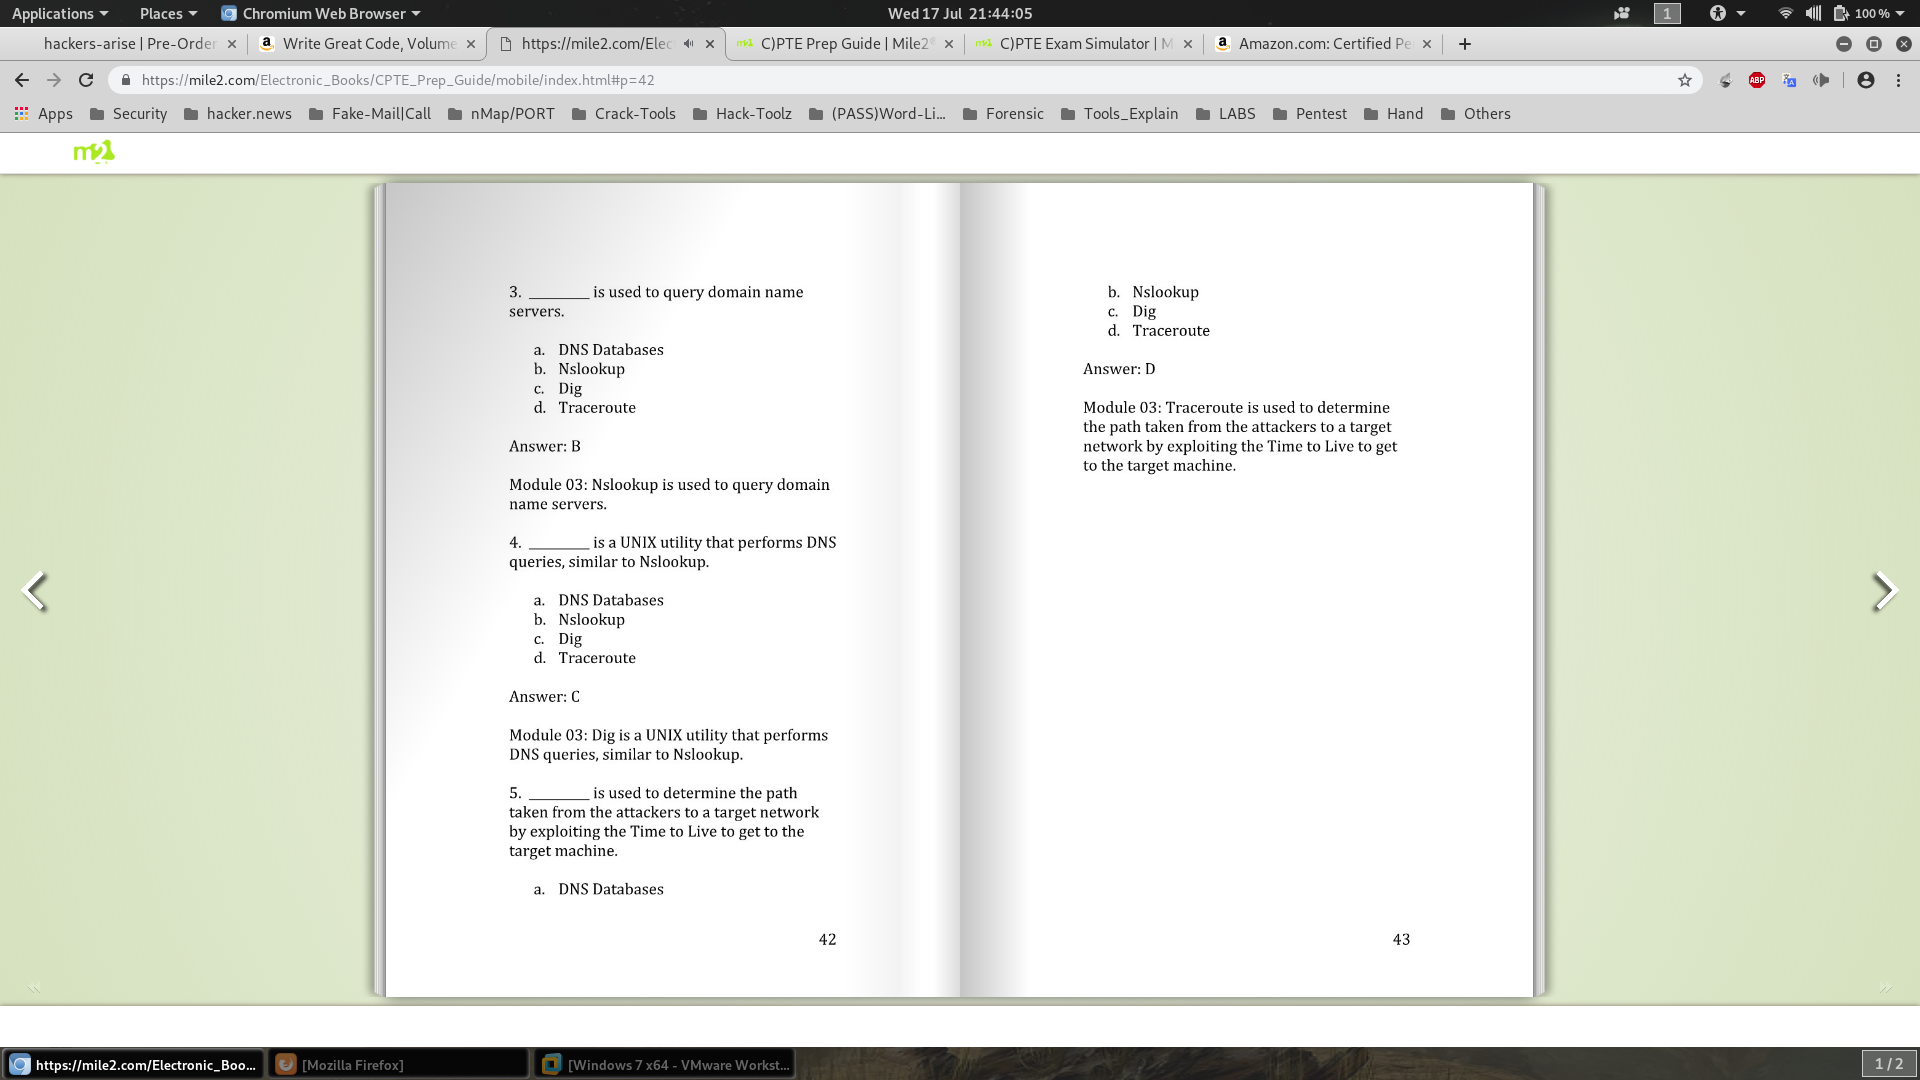 Applications
Places
Chromium Web Browser
Wed 17 Jul 21:44:05
1
100 %
hackers-arise | Pre-Order
Write Great Code, Volume
https://mile2.com/Elec
C)PTE Prep Guide | Mile2®
C)PTE Exam Simulator | M
Amazon.com: Certified Pe
https://mile2.com/Electronic_Books/CPTE_Prep_Guide/mobile/index.html#p=42
ABP
Apps
Security
hacker.news
Fake-Mail|Call
nMap/PORT
Crack-Tools
Hack-Toolz
(PASS)Word-Li...
Forensic
Tools_Explain
LABS
Pentest
Hand
Others
m2
3. ________ is used to query domain name
servers.
a. DNS Databases
b. Nslookup
c. Dig
d. Traceroute
Answer: B
Module 03: Nslookup is used to query domain
name servers.
4. ________ is a UNIX utility that performs DNS
queries, similar to Nslookup.
a. DNS Databases
b. Nslookup
c. Dig
d. Traceroute
Answer: C
Module 03: Dig is a UNIX utility that performs
DNS queries, similar to Nslookup.
5. ________ is used to determine the path
taken from the attackers to a target network
by exploiting the Time to Live to get to the
target machine.
a. DNS Databases
42
b. Nslookup
c. Dig
d. Traceroute
Answer: D
Module 03: Traceroute is used to determine
the path taken from the attackers to a target
network by exploiting the Time to Live to get
to the target machine.
43
https://mile2.com/Electronic_Boo...
[Mozilla Firefox]
[Windows 7 x64 - VMware Workst...
1 / 2